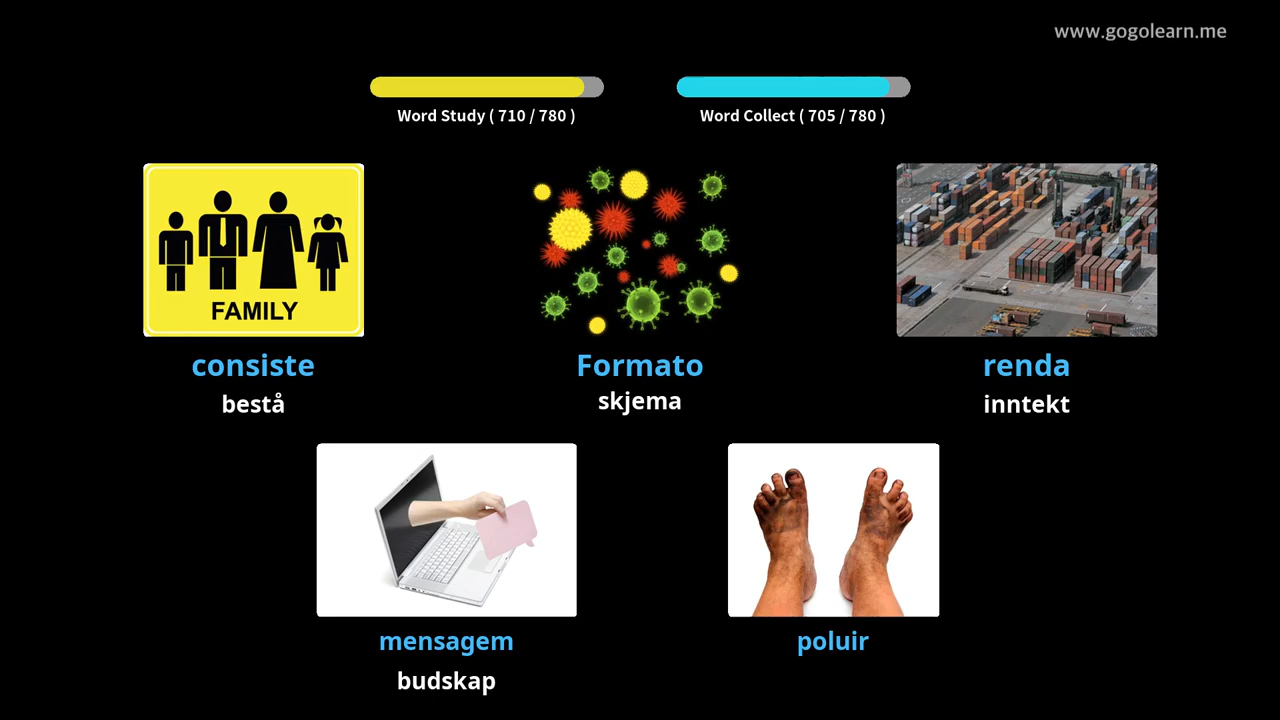 www.gogolearn.me
Word Study ( 710 / 780 )
Word Collect ( 705 / 780 )
FAMILY
consiste
bestå
Formato
skjema
renda
inntekt
mensagem
budskap
poluir